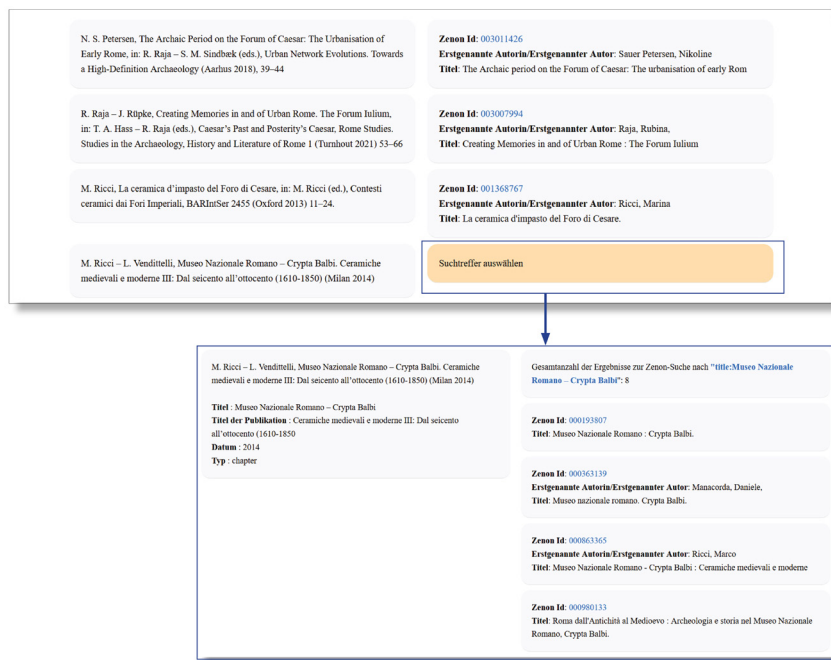 N. S. Petersen, The Archaic Period on the Forum of Caesar: The Urbanisation of
Early Rome, in: R. Raja – S. M. Sindbæk (eds.), Urban Network Evolutions. Towards
a High-Definition Archaeology (Aarhus 2018), 39–44
Zenon Id: 003011426
Erstgenannte Autorin/Erstgenannter Autor: Sauer Petersen, Nikoline
Titel: The Archaic period on the Forum of Caesar: The urbanisation of early Rom
R. Raja – J. Rüpke, Creating Memories in and of Urban Rome. The Forum Iulium,
in: T. A. Hass – R. Raja (eds.), Caesar's Past and Posterity's Caesar, Rome Studies.
Studies in the Archaeology, History and Literature of Rome 1 (Turnhout 2021) 53–66
Zenon Id: 003007994
Erstgenannte Autorin/Erstgenannter Autor: Raja, Rubina,
Titel: Creating Memories in and of Urban Rome : The Forum Iulium
M. Ricci, La ceramica d'impasto del Foro di Cesare, in: M. Ricci (ed.), Contesti
ceramici dai Fori Imperiali, BARIntSer 2455 (Oxford 2013) 11–24.
Zenon Id: 001368767
Erstgenannte Autorin/Erstgenannter Autor: Ricci, Marina
Titel: La ceramica d'impasto del Foro di Cesare.
M. Ricci – L. Vendittelli, Museo Nazionale Romano – Crypta Balbi. Ceramiche
medievali e moderne III: Dal seicento all'ottocento (1610-1850) (Milan 2014)
Suchtreffer auswählen
M. Ricci – L. Vendittelli, Museo Nazionale Romano – Crypta Balbi. Ceramiche
medievali e moderne III: Dal seicento all'ottocento (1610-1850) (Milan 2014)
Titel : Museo Nazionale Romano – Crypta Balbi
Titel der Publikation : Ceramiche medievali e moderne III: Dal seicento
all'ottocento (1610-1850
Datum : 2014
Typ : chapter
Gesamtanzahl der Ergebnisse zur Zenon-Suche nach "title:Museo Nazionale
Romano – Crypta Balbi": 8
Zenon Id: 000193807
Titel: Museo Nazionale Romano : Crypta Balbi.
Zenon Id: 000363139
Erstgenannte Autorin/Erstgenannter Autor: Manacorda, Daniele,
Titel: Museo nazionale romano. Crypta Balbi.
Zenon Id: 000863365
Erstgenannte Autorin/Erstgenannter Autor: Ricci, Marco
Titel: Museo Nazionale Romano - Crypta Balbi : Ceramiche medievali e moderne
Zenon Id: 000980133
Titel: Roma dall'Antichità al Medioevo : Archeologia e storia nel Museo Nazionale
Romano, Crypta Balbi.